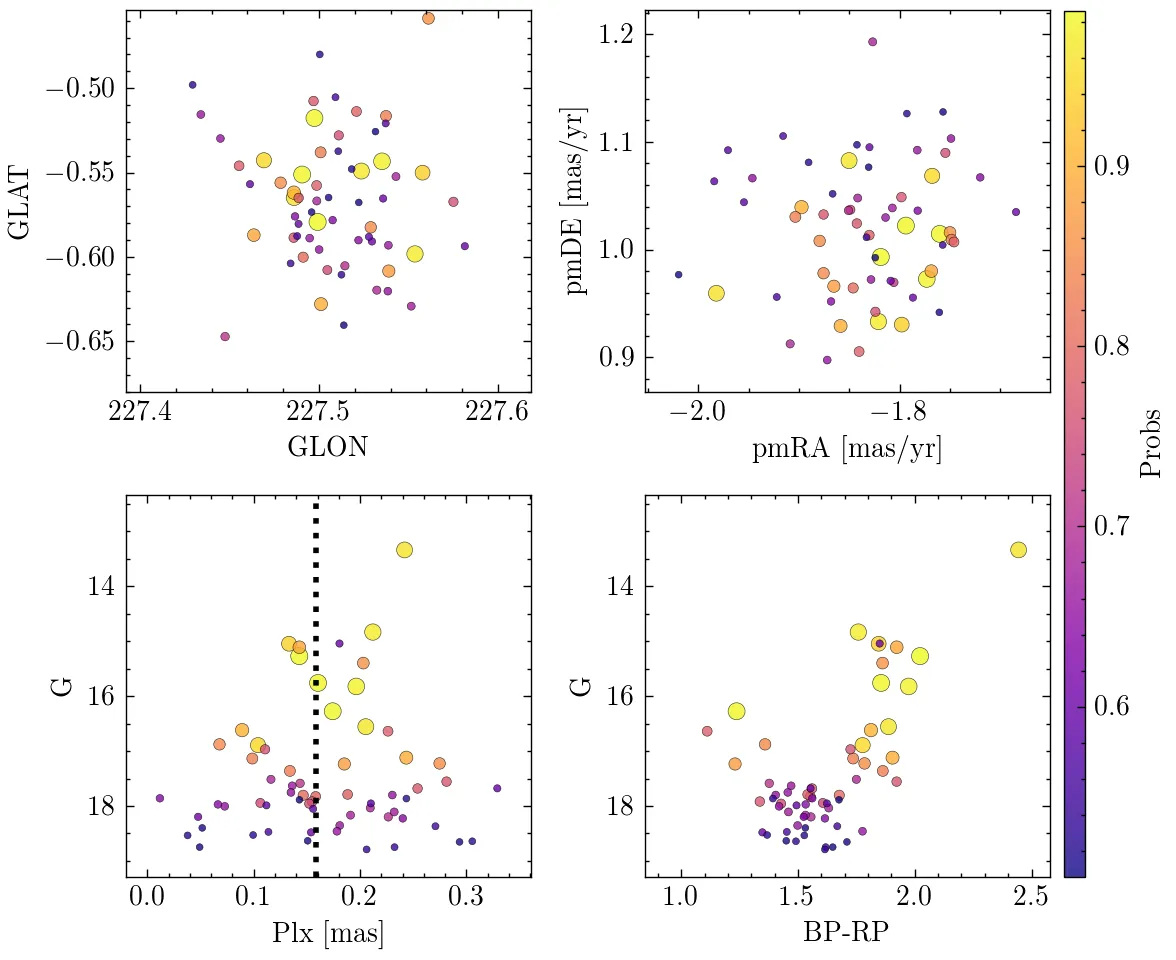 −0.50
−0.55
−0.60
−0.65
GLAT
227.4 227.5 227.6
GLON
1.2
1.1
1.0
0.9
pmDE [mas/yr]
−2.0 −1.8
pmRA [mas/yr]
14
16
18
G
0.0 0.1 0.2 0.3
Plx [mas]
14
16
18
G
1.0 1.5 2.0 2.5
BP-RP
0.9
0.8
0.7
0.6
Probs